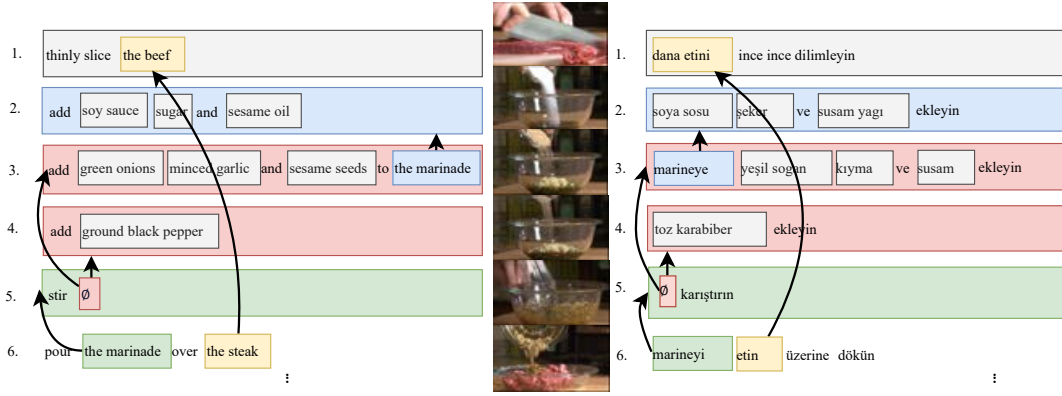 1. thinly slice the beef
2. add soy sauce sugar and sesame oil
3. add green onions minced garlic and sesame seeds to the marinade
4. add ground black pepper
5. stir ø
6. pour the marinade over the steak
⋮
1. dana etini ince ince dilimleyin
2. soya sosu şeker ve susam yagı ekleyin
3. marineye yeşil sogan kıyma ve susam ekleyin
4. toz karabiber ekleyin
5. ø karıştırın
6. marineyi etin üzerine dökün
⋮